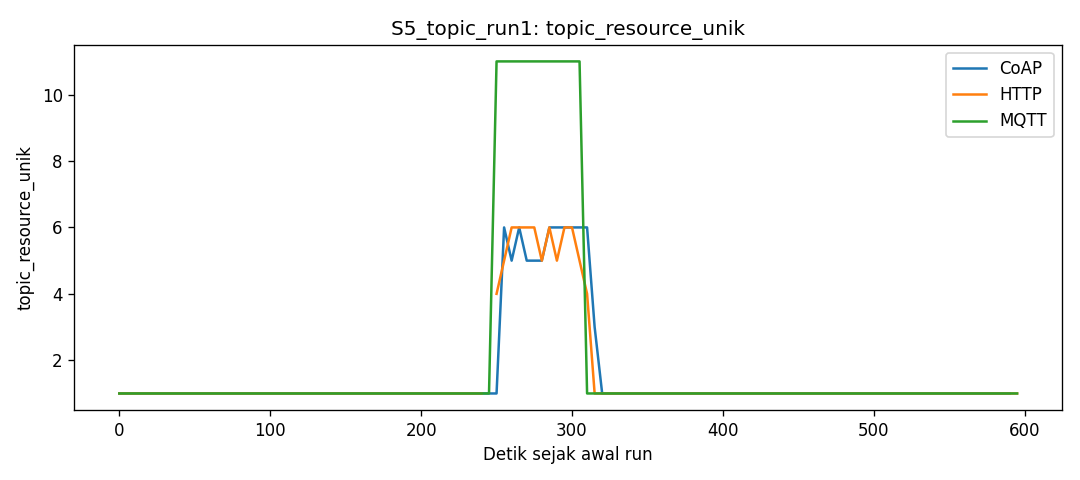 S5_topic_run1: topic_resource_unik
CoAP
HTTP
MQTT
topic_resource_unik
10
8
6
4
2
0 100 200 300 400 500 600
Detik sejak awal run